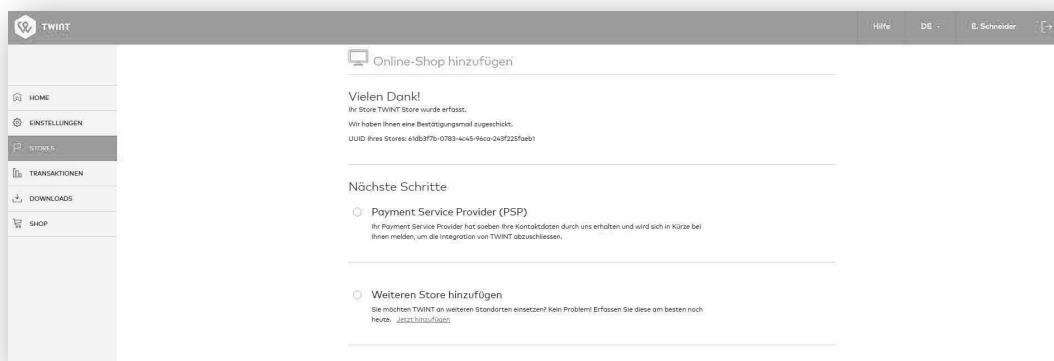 TWINT
Hilfe
DE
E. Schneider
HOME
EINSTELLUNGEN
STORES
TRANSAKTIONEN
DOWNLOADS
SHOP
Online-Shop hinzufügen
Vielen Dank!
Ihr Store TWINT Store wurde erfasst.
Wir haben Ihnen eine Bestätigungsmail zugeschickt.
UUID Ihres Stores: 61db3f7b-0783-4c45-96ca-243f225faeb1
Nächste Schritte
Payment Service Provider (PSP)
Ihr Payment Service Provider hat soeben Ihre Kontaktdaten durch uns erhalten und wird sich in Kürze bei
Ihnen melden, um die Integration von TWINT abzuschliessen.
Weiteren Store hinzufügen
Sie möchten TWINT an weiteren Standorten einsetzen? Kein Problem! Erfassen Sie diese am besten noch
heute. Jetzt hinzufügen